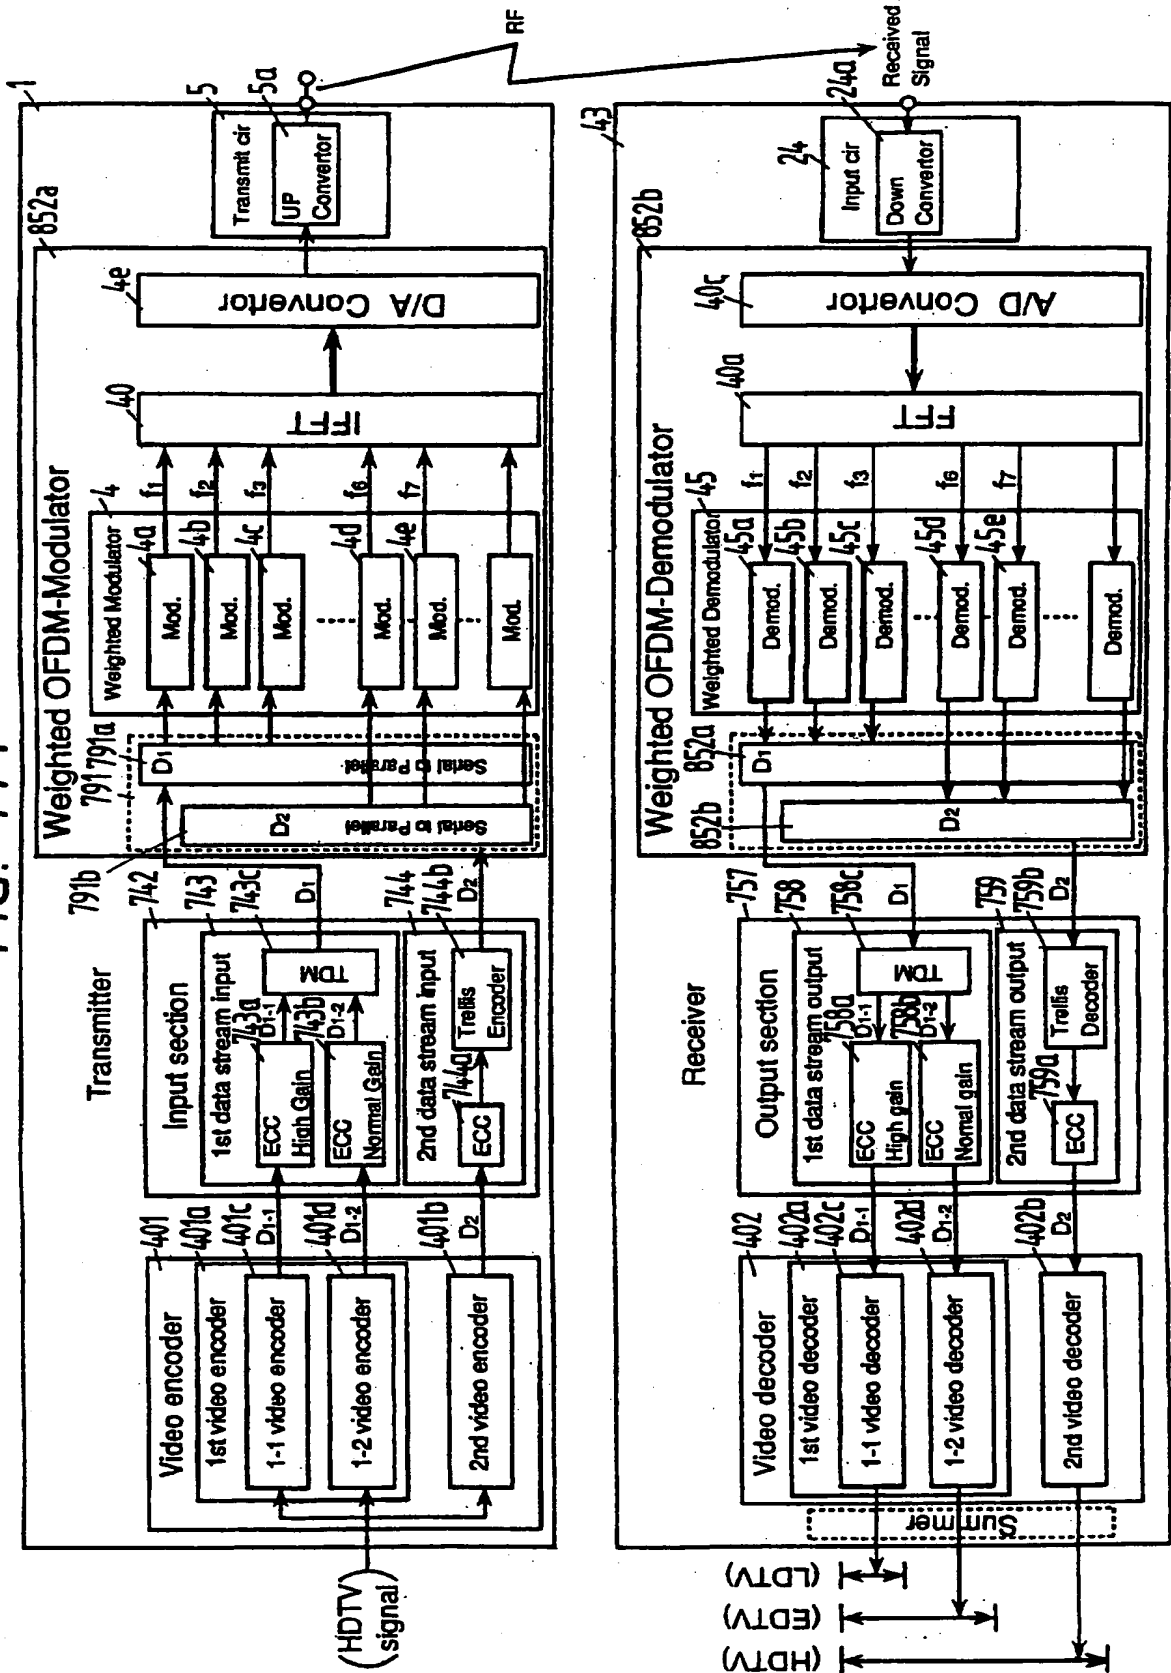 Transmitter
1
(HDTV signal)
Video encoder
401
1st video encoder
401a
1-1 video encoder
401c
1-2 video encoder
401d
2nd video encoder
401b
D1-1
D1-2
D2
Input section
742
1st data stream input
743
ECC High Gain
743a
ECC Normal Gain
743b
D1-1
D1-2
TDM
743c
2nd data stream input
744
ECC
744a
Trellis Encoder
744b
D1
D2
Weighted OFDM-Modulator
852a
791
791a
791b
D1
Serial to Parallel
D2
Serial to Parallel
Weighted Modulator
4
Mod.
4a
Mod.
4b
Mod.
4c
Mod.
4d
Mod.
4e
Mod.
f1
f2
f3
f6
f7
IFFT
40
D/A Convertor
4e
Transmit cir
5
UP Convertor
5a
RF
Receiver
43
Received Signal
Input cir
24
Down Convertor
24a
Weighted OFDM-Demodulator
852b
A/D Convertor
40c
FFT
40a
f1
f2
f3
f6
f7
Weighted Demodulator
45
Demod.
45a
Demod.
45b
Demod.
45c
Demod.
45d
Demod.
45e
Demod.
852a
D1
852b
D2
D1
D2
Output section
757
1st data stream output
758
TDM
758c
D1-1
D1-2
ECC High gain
758a
ECC Nomal gain
758b
2nd data stream output
759
Trellis Decoder
759b
ECC
759a
D1-1
D1-2
D2
Video decoder
402
1st video decoder
402a
1-1 video decoder
402c
1-2 video decoder
402d
2nd video decoder
402b
Summer
(LDTV)
(EDTV)
(HDTV)